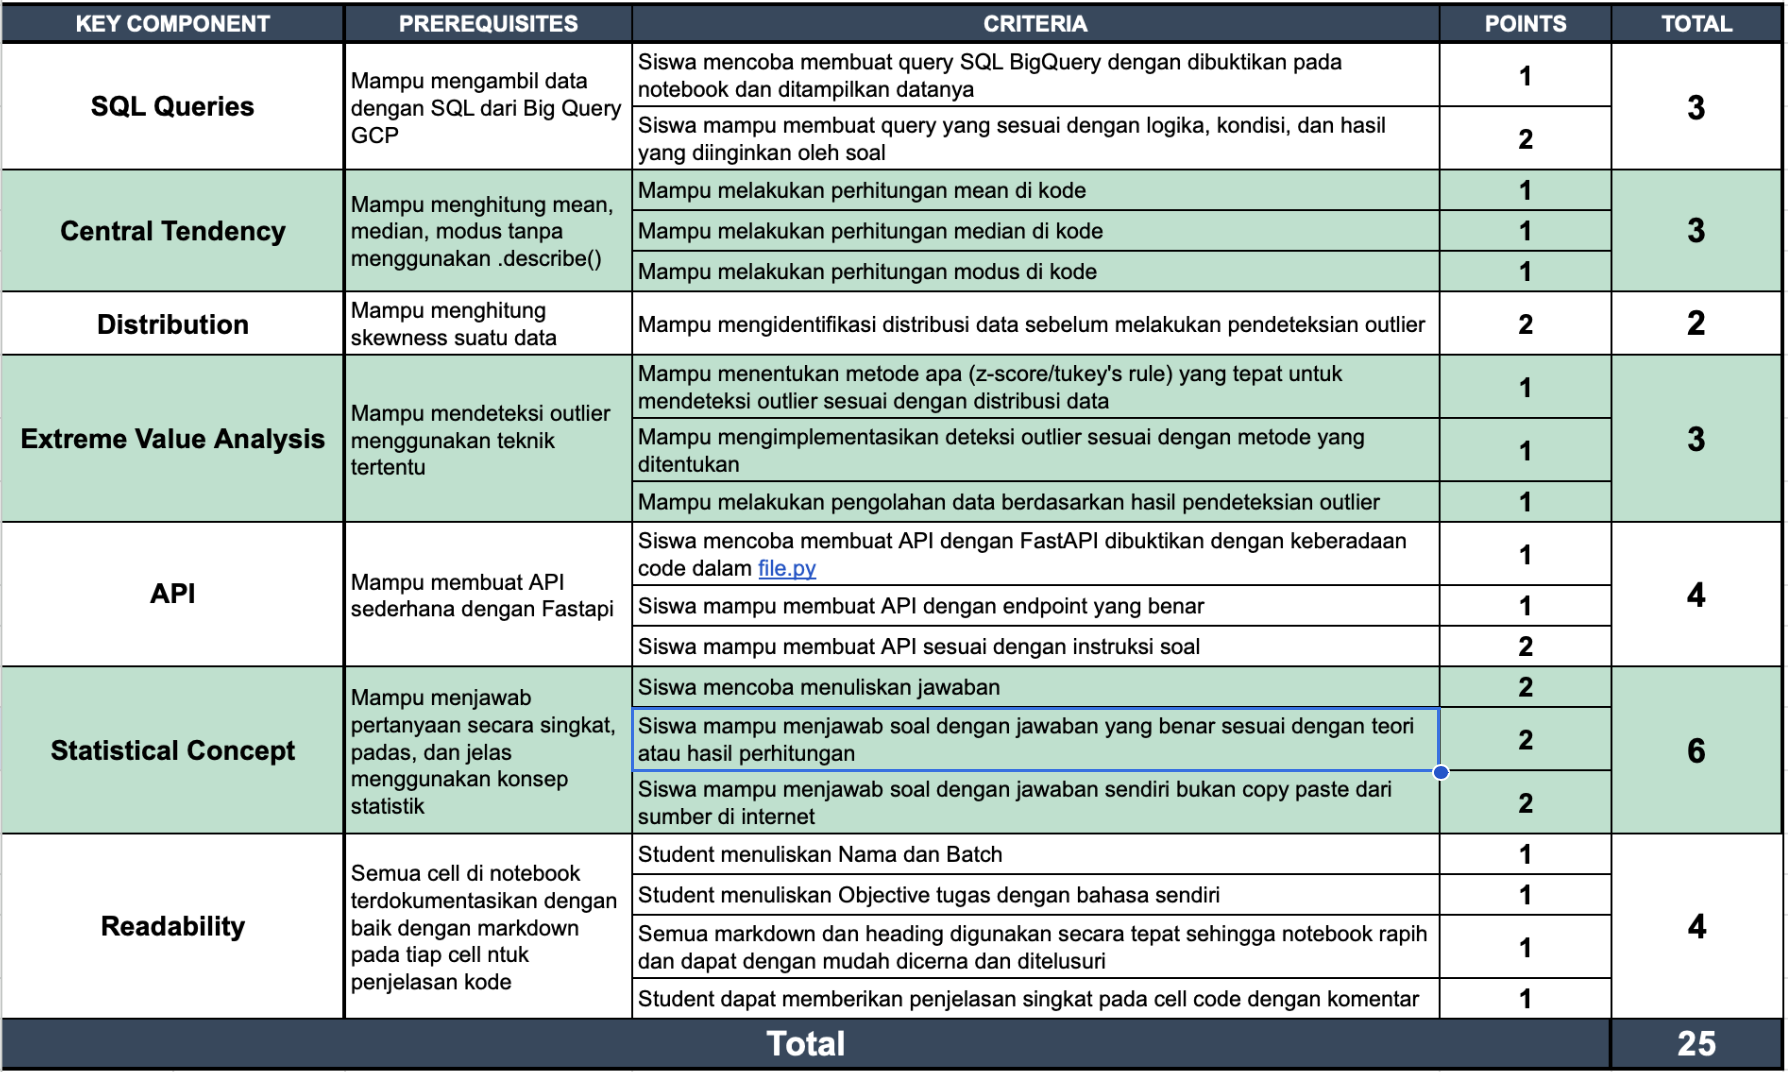 KEY COMPONENT PREREQUISITES CRITERIA POINTS TOTAL
SQL Queries
Mampu mengambil data
dengan SQL dari Big Query
GCP
Siswa mencoba membuat query SQL BigQuery dengan dibuktikan pada
notebook dan ditampilkan datanya
1
Siswa mampu membuat query yang sesuai dengan logika, kondisi, dan hasil
yang diinginkan oleh soal
2
3
Central Tendency
Mampu menghitung mean,
median, modus tanpa
menggunakan .describe()
Mampu melakukan perhitungan mean di kode
1
Mampu melakukan perhitungan median di kode
1
Mampu melakukan perhitungan modus di kode
1
3
Distribution
Mampu menghitung
skewness suatu data
Mampu mengidentifikasi distribusi data sebelum melakukan pendeteksian outlier
2
2
Extreme Value Analysis
Mampu mendeteksi outlier
menggunakan teknik
tertentu
Mampu menentukan metode apa (z-score/tukey's rule) yang tepat untuk
mendeteksi outlier sesuai dengan distribusi data
1
Mampu mengimplementasikan deteksi outlier sesuai dengan metode yang
ditentukan
1
Mampu melakukan pengolahan data berdasarkan hasil pendeteksian outlier
1
3
API
Mampu membuat API
sederhana dengan Fastapi
Siswa mencoba membuat API dengan FastAPI dibuktikan dengan keberadaan
code dalam file.py
1
Siswa mampu membuat API dengan endpoint yang benar
1
Siswa mampu membuat API sesuai dengan instruksi soal
2
4
Statistical Concept
Mampu menjawab
pertanyaan secara singkat,
padas, dan jelas
menggunakan konsep
statistik
Siswa mencoba menuliskan jawaban
2
Siswa mampu menjawab soal dengan jawaban yang benar sesuai dengan teori
atau hasil perhitungan
2
Siswa mampu menjawab soal dengan jawaban sendiri bukan copy paste dari
sumber di internet
2
6
Readability
Semua cell di notebook
terdokumentasikan dengan
baik dengan markdown
pada tiap cell ntuk
penjelasan kode
Student menuliskan Nama dan Batch
1
Student menuliskan Objective tugas dengan bahasa sendiri
1
Semua markdown dan heading digunakan secara tepat sehingga notebook rapih
dan dapat dengan mudah dicerna dan ditelusuri
1
Student dapat memberikan penjelasan singkat pada cell code dengan komentar
1
4
Total 25